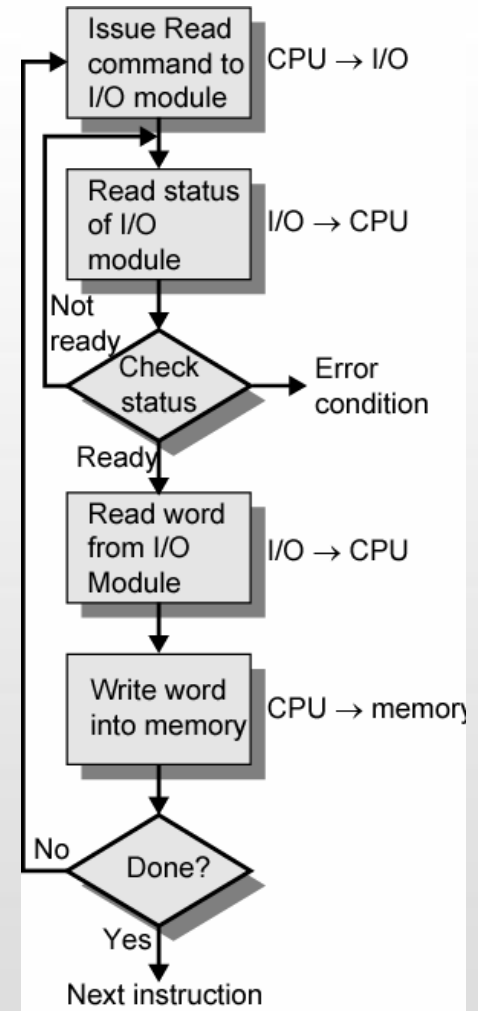 Issue Read
command to
I/O module
CPU → I/O
Read status
of I/O
module
I/O → CPU
Not
ready
Check
status
Error
condition
Ready
Read word
from I/O
Module
I/O → CPU
Write word
into memory
CPU → memory
No
Done?
Yes
Next instruction